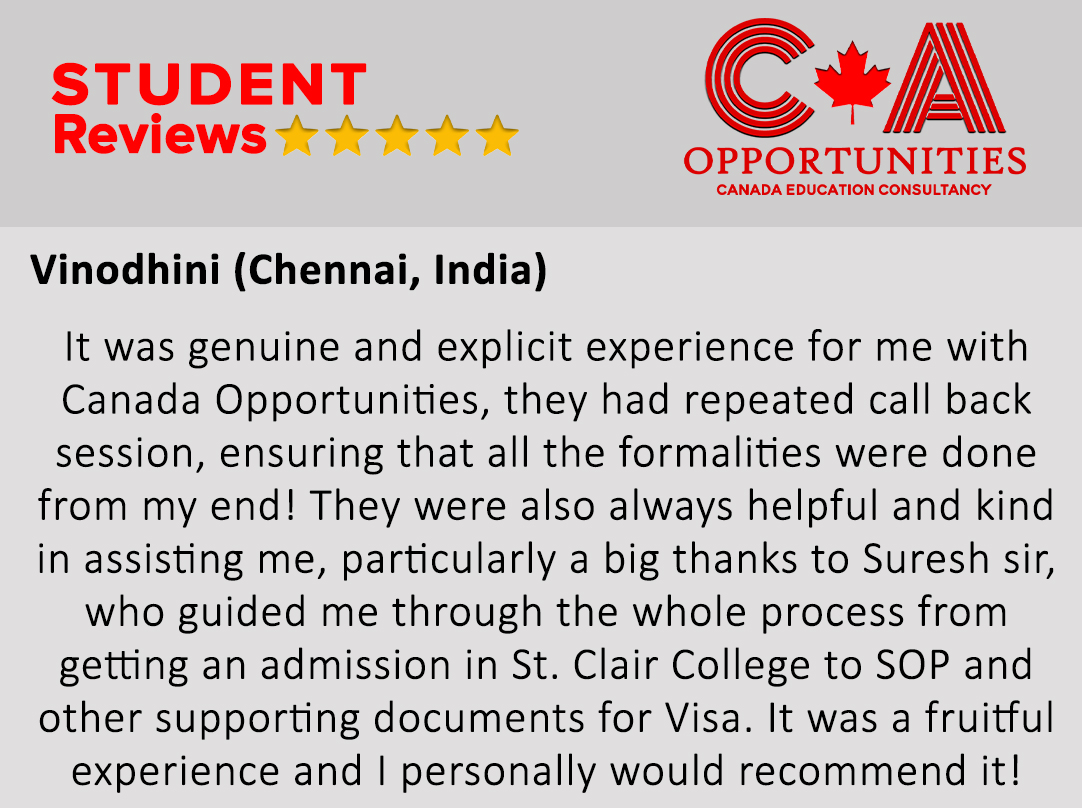 STUDENT
Reviews
CA
OPPORTUNITIES
CANADA EDUCATION CONSULTANCY
Vinodhini (Chennai, India)
It was genuine and explicit experience for me with
Canada Opportunities, they had repeated call back
session, ensuring that all the formalities were done
from my end! They were also always helpful and kind
in assisting me, particularly a big thanks to Suresh sir,
who guided me through the whole process from
getting an admission in St. Clair College to SOP and
other supporting documents for Visa. It was a fruitful
experience and I personally would recommend it!